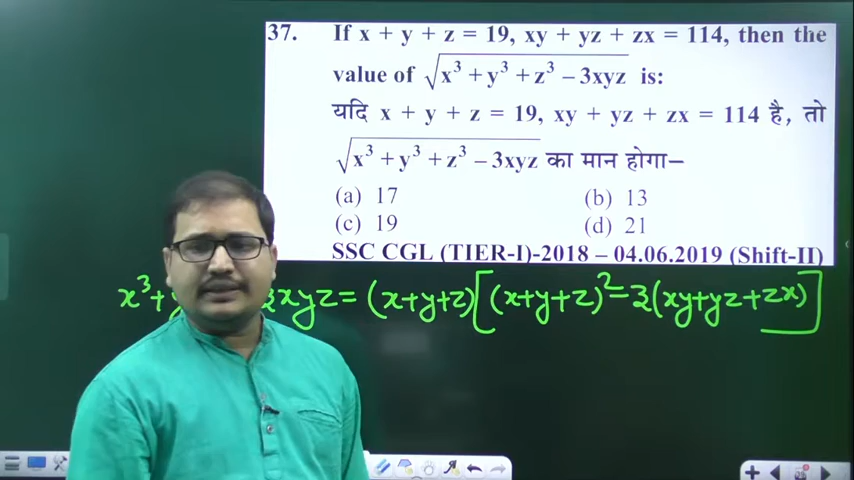 37. If x + y + z = 19, xy + yz + zx = 114, then the
value of √(x³ + y³ + z³ – 3xyz) is:
यदि x + y + z = 19, xy + yz + zx = 114 है, तो
√(x³ + y³ + z³ – 3xyz) का मान होगा–
(a) 17 (b) 13
(c) 19 (d) 21
SSC CGL (TIER-I)-2018 – 04.06.2019 (Shift-II)
x³+ xyz = (x+y+z)[(x+y+z)²–3(xy+yz+zx)]